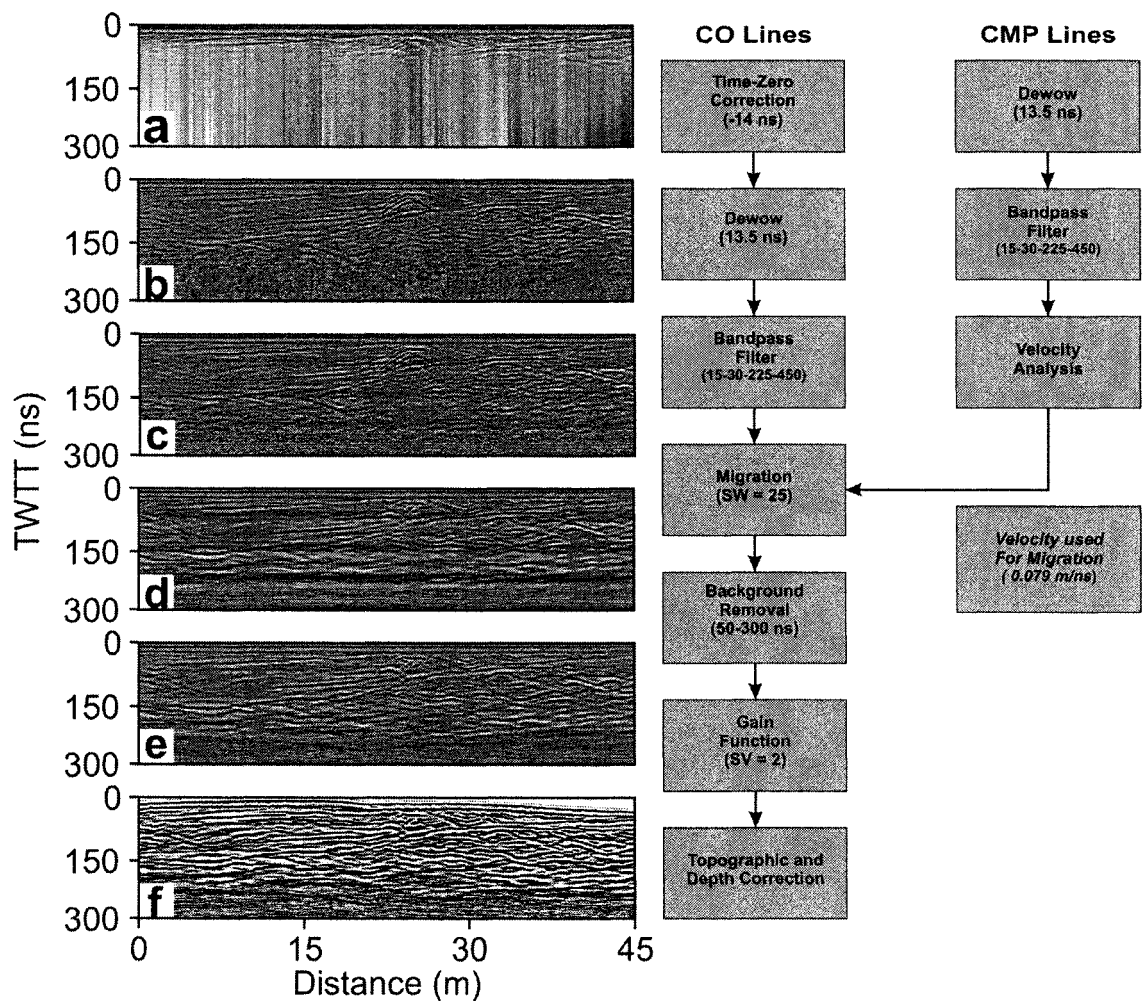 TWTT (ns)
0
150
300
a
0
150
300
b
0
150
300
c
0
150
300
d
0
150
300
e
0
150
300
f
0
15
30
45
Distance (m)
CO Lines
Time-Zero
Correction
(-14 ns)
Dewow
(13.5 ns)
Bandpass
Filter
(15-30-225-450)
Migration
(SW = 25)
Background
Removal
(50-300 ns)
Gain
Function
(SV = 2)
Topographic and
Depth Correction
CMP Lines
Dewow
(13.5 ns)
Bandpass
Filter
(15-30-225-450)
Velocity
Analysis
Velocity used
For Migration
( 0.079 m/ns)